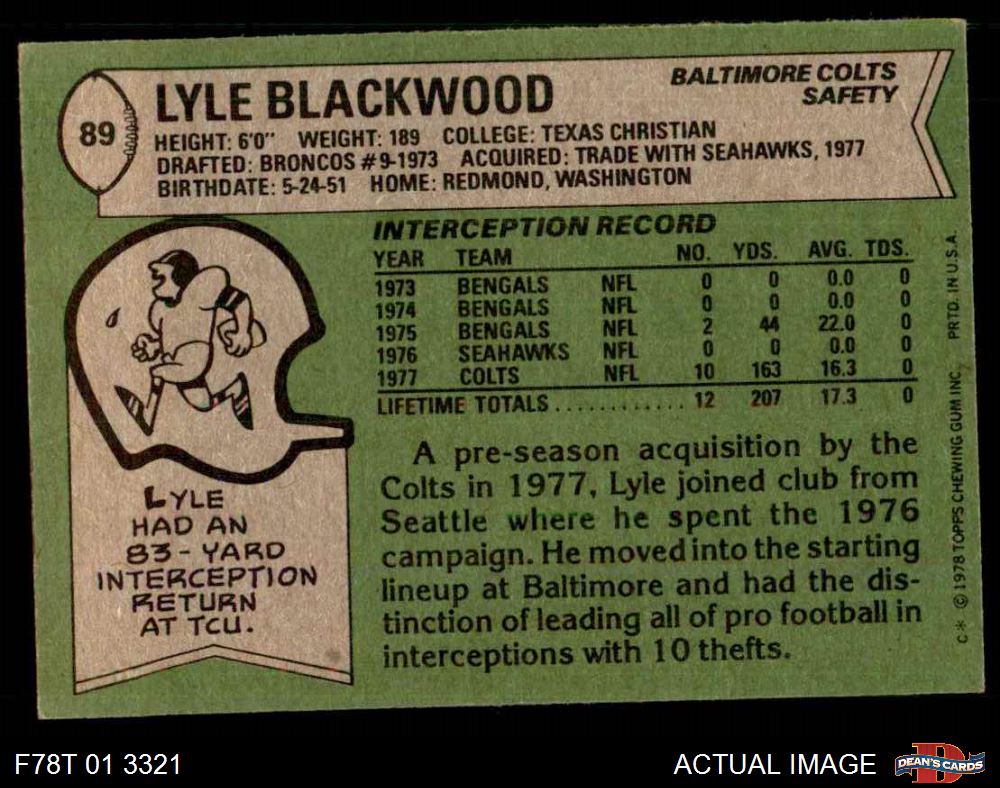 89
LYLE BLACKWOOD
BALTIMORE COLTS
SAFETY
HEIGHT: 6'0" WEIGHT: 189 COLLEGE: TEXAS CHRISTIAN
DRAFTED: BRONCOS #9-1973 ACQUIRED: TRADE WITH SEAHAWKS, 1977
BIRTHDATE: 5-24-51 HOME: REDMOND, WASHINGTON
INTERCEPTION RECORD
YEAR TEAM NO. YDS. AVG. TDS.
1973 BENGALS NFL 0 0 0.0 0
1974 BENGALS NFL 0 0 0.0 0
1975 BENGALS NFL 2 44 22.0 0
1976 SEAHAWKS NFL 0 0 0.0 0
1977 COLTS NFL 10 163 16.3 0
LIFETIME TOTALS ............ 12 207 17.3 0
A pre-season acquisition by the
Colts in 1977, Lyle joined club from
Seattle where he spent the 1976
campaign. He moved into the starting
lineup at Baltimore and had the dis-
tinction of leading all of pro football in
interceptions with 10 thefts.
LYLE
HAD AN
83-YARD
INTERCEPTION
RETURN
AT TCU.
C* © 1978 TOPPS CHEWING GUM INC. PRTD. IN U.S.A.
F78T 01 3321
ACTUAL IMAGE
DEAN'S CARDS